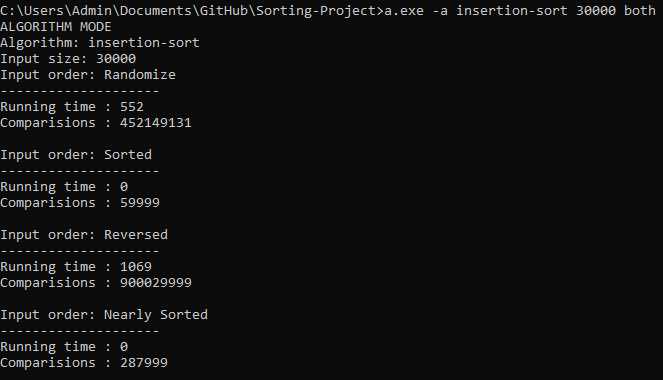 C:\Users\Admin\Documents\GitHub\Sorting-Project>a.exe -a insertion-sort 30000 both
ALGORITHM MODE
Algorithm: insertion-sort
Input size: 30000
Input order: Randomize
--------------------
Running time : 552
Comparisions : 452149131
Input order: Sorted
--------------------
Running time : 0
Comparisions : 59999
Input order: Reversed
--------------------
Running time : 1069
Comparisions : 900029999
Input order: Nearly Sorted
--------------------
Running time : 0
Comparisions : 287999